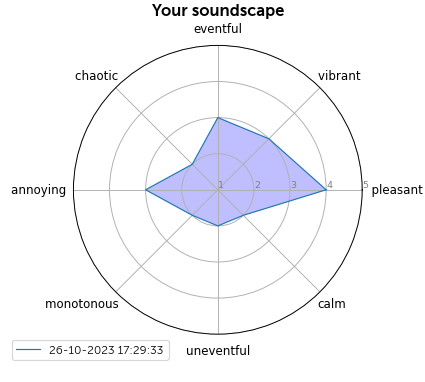 Your soundscape
eventful
chaotic
vibrant
annoying
1
2
3
4
5
pleasant
monotonous
calm
uneventful
26-10-2023 17:29:33